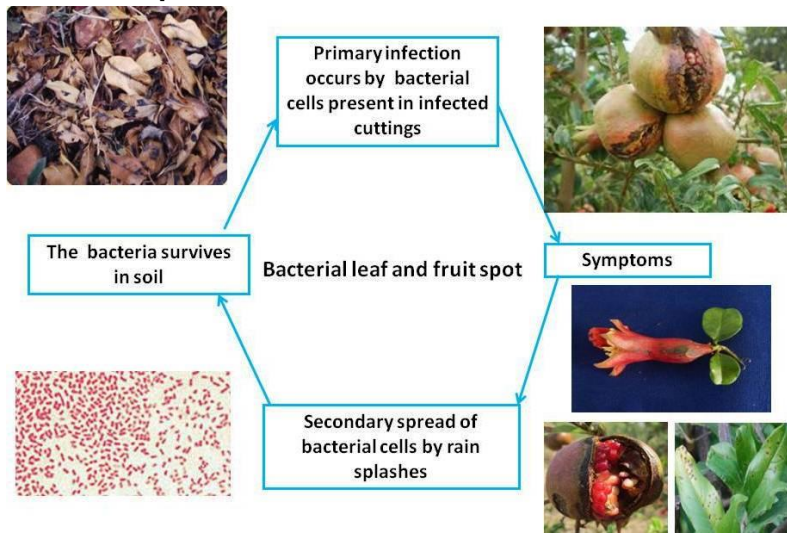 Primary infection
occurs by bacterial
cells present in infected
cuttings
The bacteria survives
in soil
Bacterial leaf and fruit spot
Symptoms
Secondary spread of
bacterial cells by rain
splashes